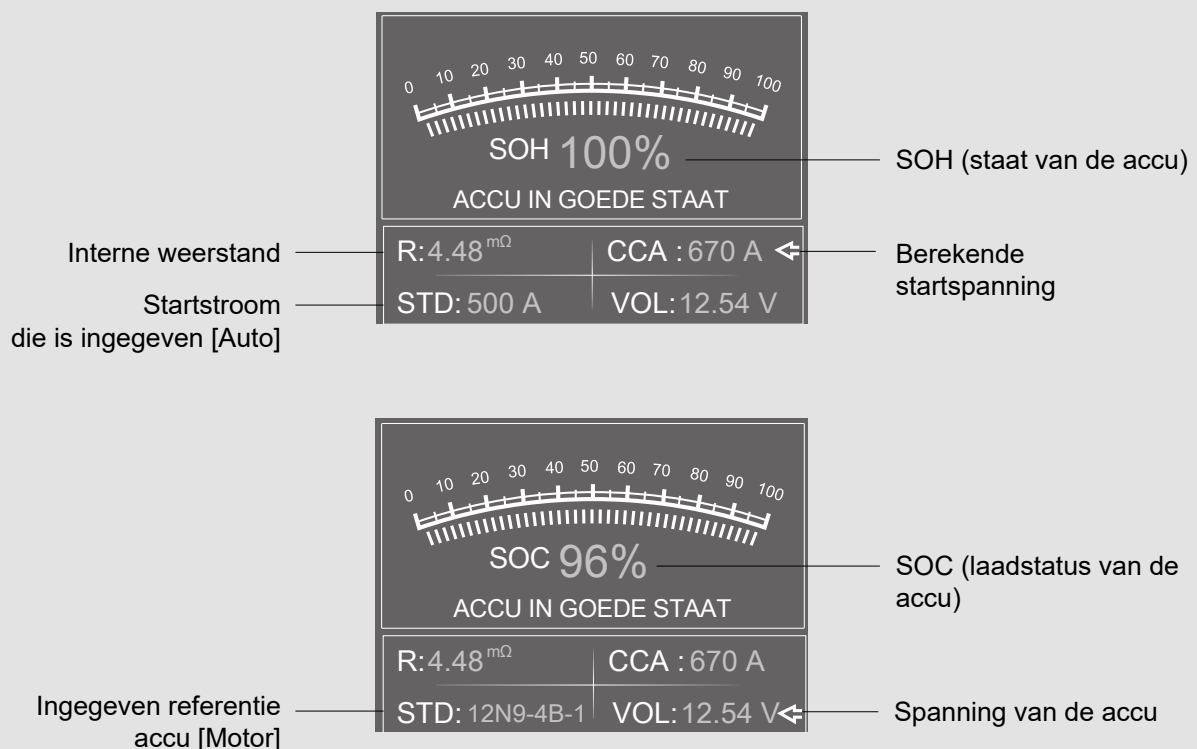 0 10 20 30 40 50 60 70 80 90 100
SOH 100%
ACCU IN GOEDE STAAT
R: 4.48 mΩ
CCA : 670 A
STD: 500 A
VOL: 12.54 V
SOH (staat van de accu)
Interne weerstand
Startstroom
die is ingegeven [Auto]
Berekende
startspanning
0 10 20 30 40 50 60 70 80 90 100
SOC 96%
ACCU IN GOEDE STAAT
R: 4.48 mΩ
CCA : 670 A
STD: 12N9-4B-1
VOL: 12.54 V
SOC (laadstatus van de
accu)
Ingegeven referentie
accu [Motor]
Spanning van de accu